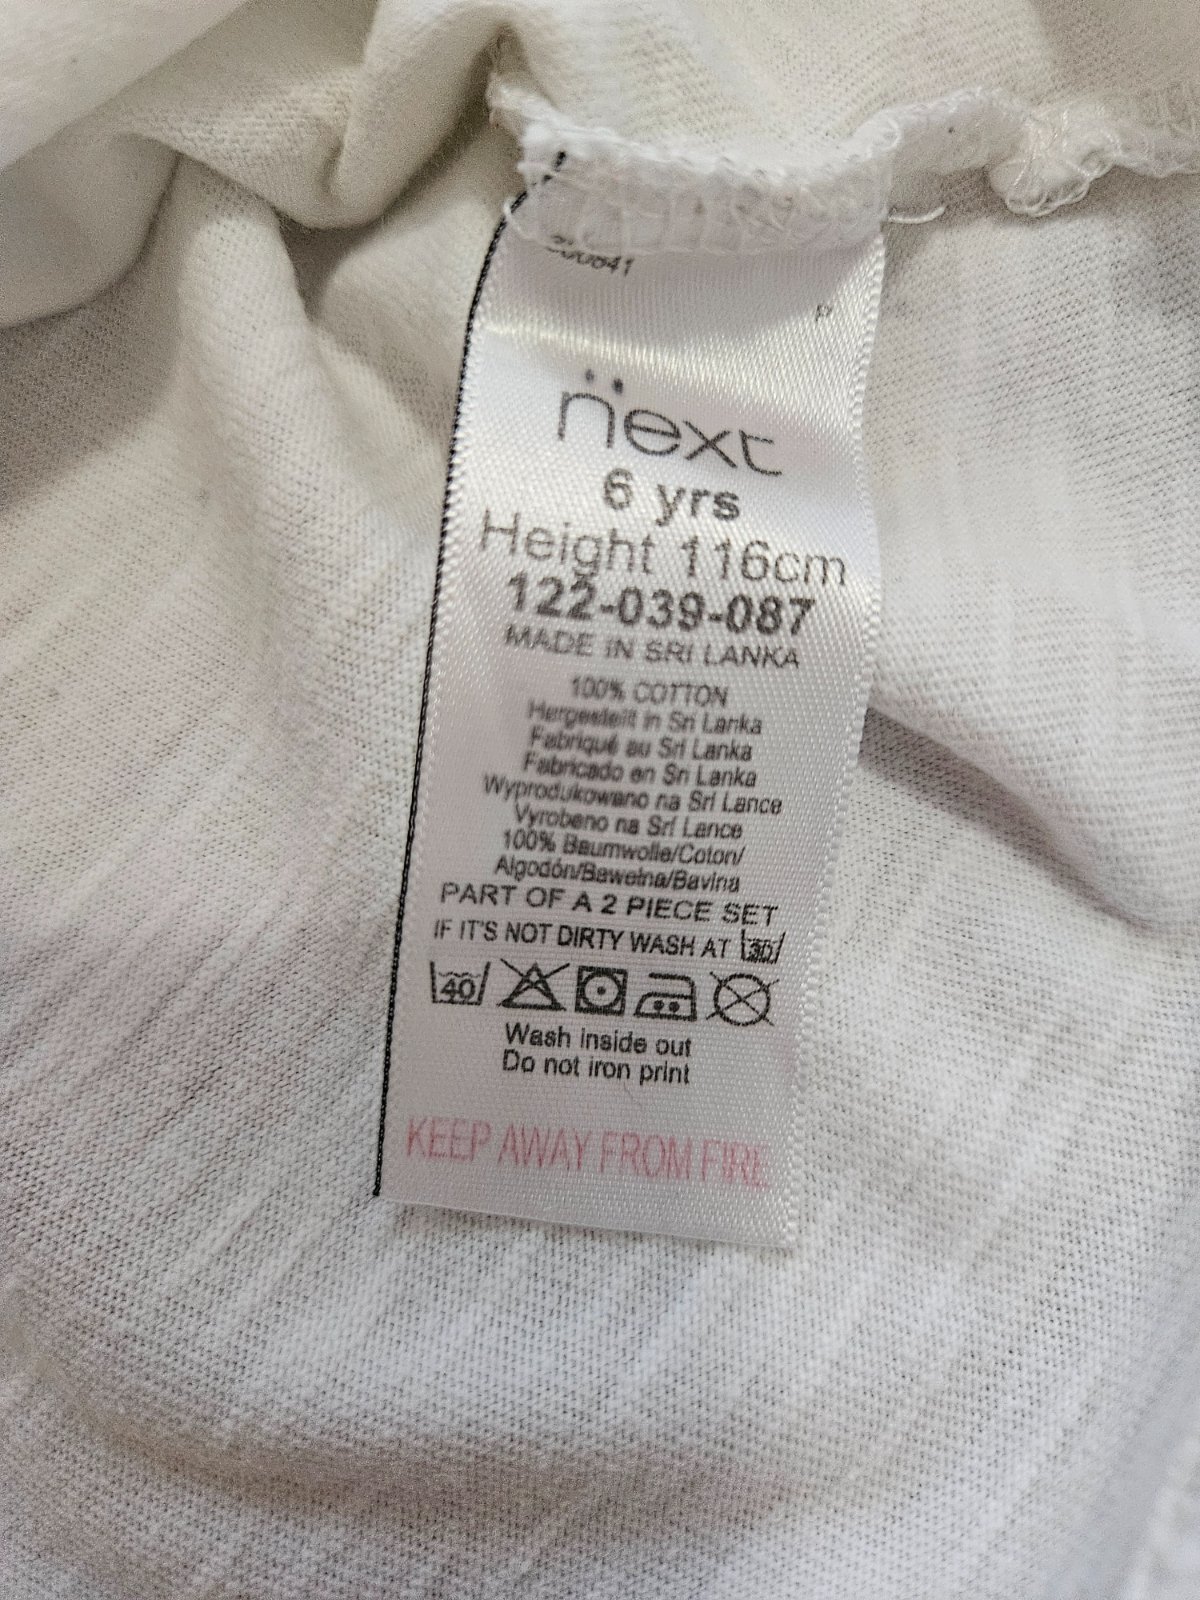 P
next
6 yrs
Height 116cm
122-039-087
MADE IN SRI LANKA
100% COTTON
Hergestellt in Sri Lanka
Fabriqué au Sri Lanka
Fabricado en Sri Lanka
Wyprodukowano na Sri Lance
Vyrobeno na Srí Lance
100% Baumwolle/Coton/
Algodón/Bawełna/Bavlna
PART OF A 2 PIECE SET
IF IT'S NOT DIRTY WASH AT 30
40
Wash inside out
Do not iron print
KEEP AWAY FROM FIRE